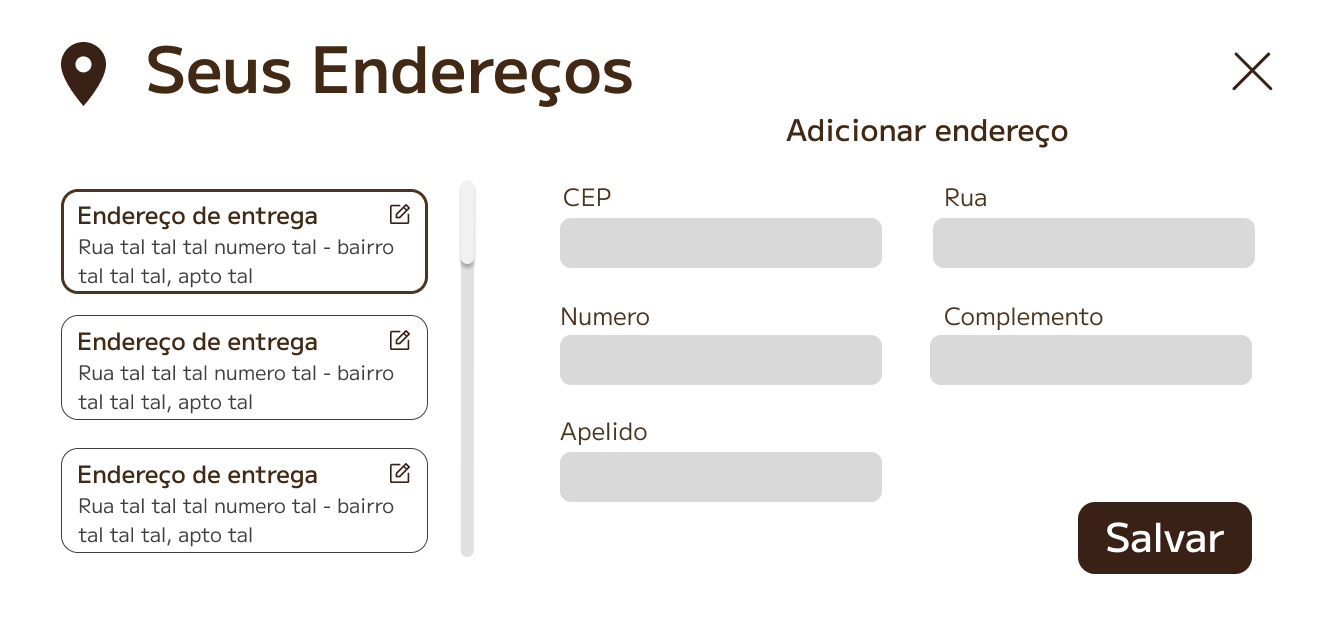 Seus Endereços
Adicionar endereço
Endereço de entrega
Rua tal tal tal numero tal - bairro
tal tal tal, apto tal
Endereço de entrega
Rua tal tal tal numero tal - bairro
tal tal tal, apto tal
Endereço de entrega
Rua tal tal tal numero tal - bairro
tal tal tal, apto tal
CEP
Rua
Numero
Complemento
Apelido
Salvar